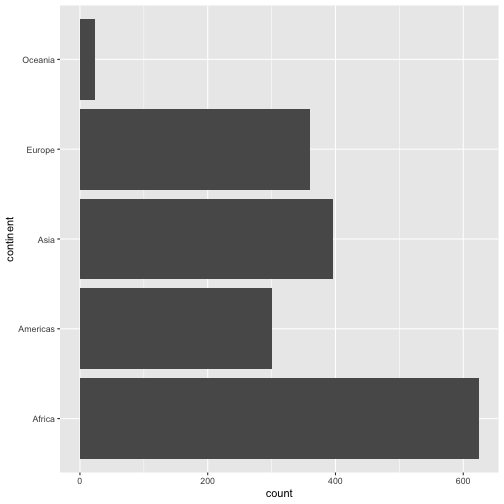 Oceania
Europe
Asia
Americas
Africa
continent
0 200 400 600
count